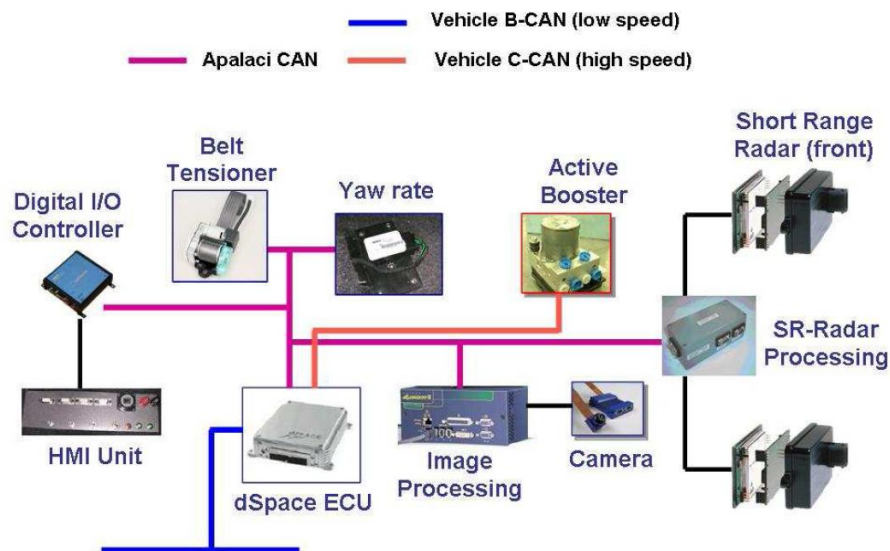 Vehicle B-CAN (low speed)
Apalaci CAN
Vehicle C-CAN (high speed)
Short Range
Radar (front)
Belt
Tensioner
Yaw rate
Active
Booster
Digital I/O
Controller
SR-Radar
Processing
HMI Unit
dSpace ECU
Image
Processing
Camera